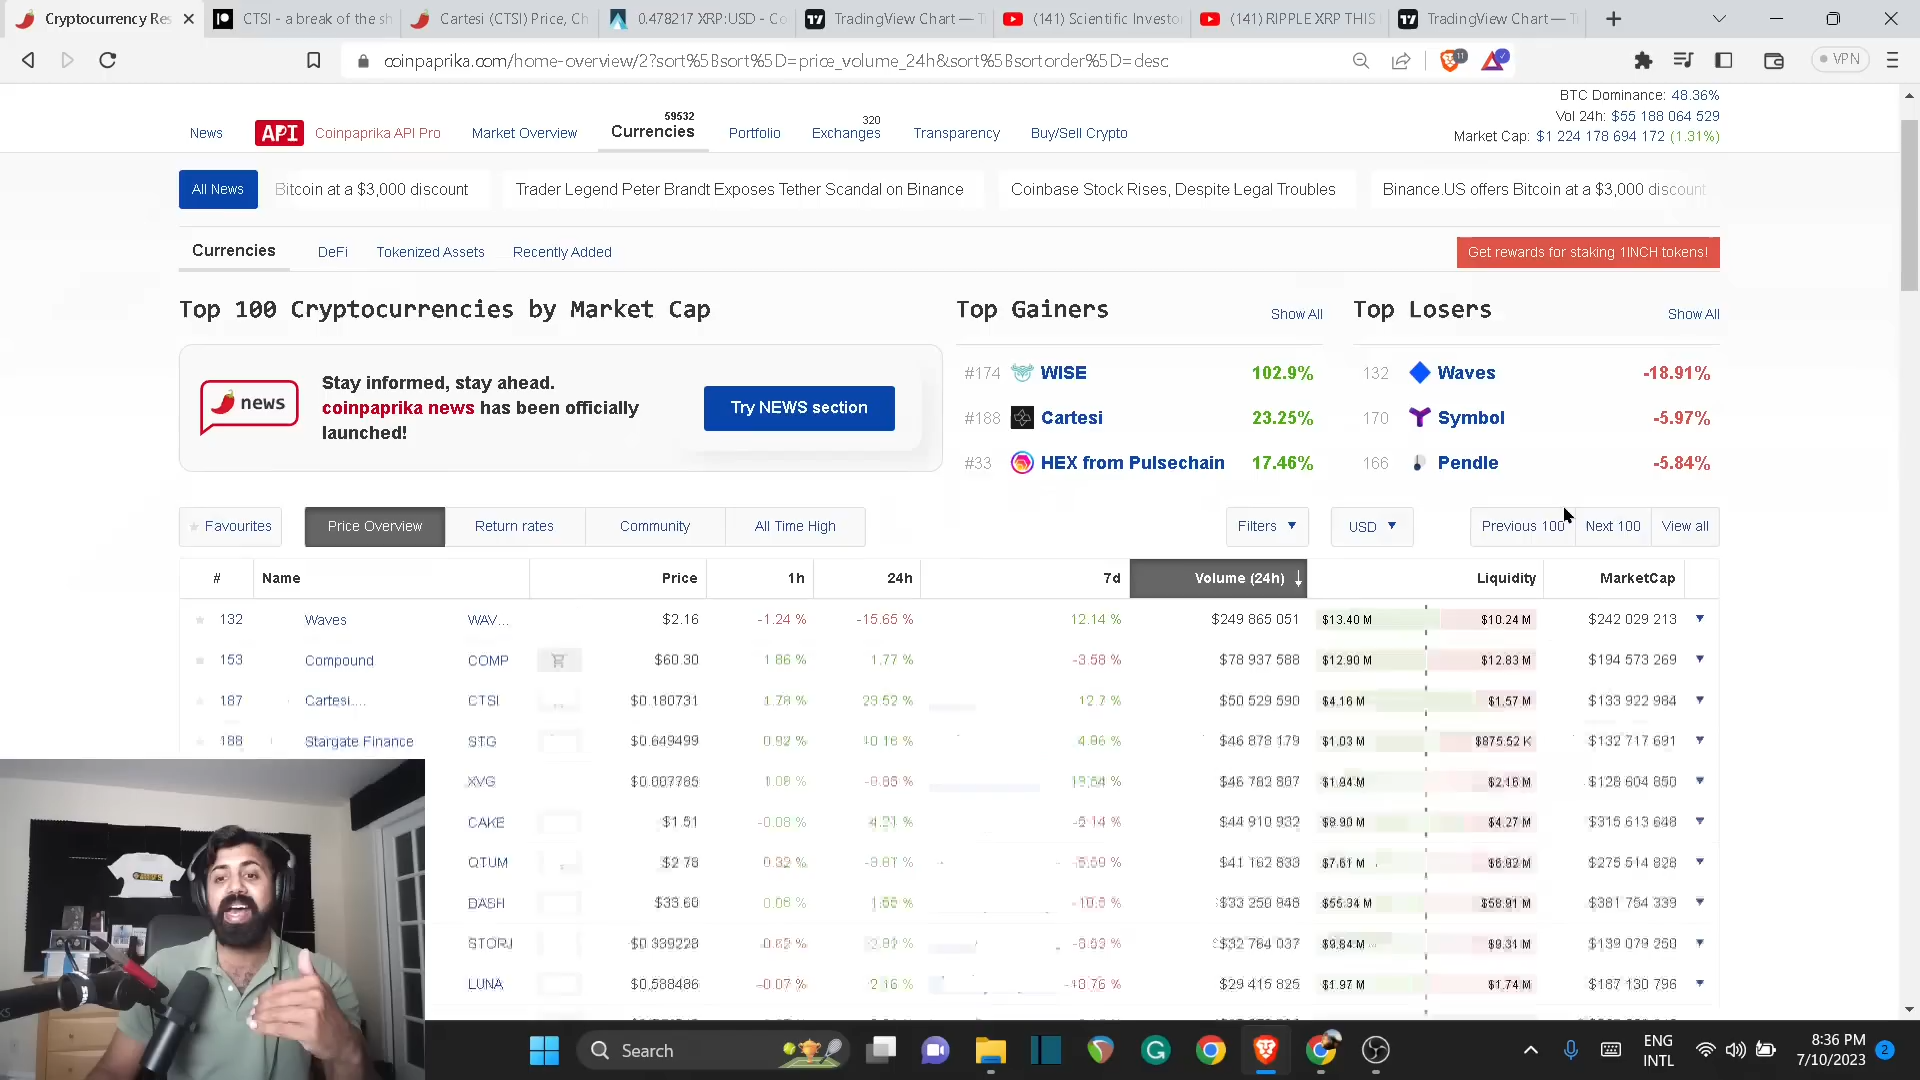 Cryptocurrency Res
CTSI - a break of the sh
Cartesi (CTSI) Price, Ch
0.478217 XRP:USD - Co
TradingView Chart — T
(141) Scientific Investor
(141) RIPPLE XRP THIS
TradingView Chart — T
coinpaprika.com/home-overview/2?sort%5Bsort%5D=price_volume_24h&sort%5Bsortorder%5D=desc
11
VPN
BTC Dominance: 48.36%
Vol 24h: $55 188 064 529
Market Cap: $1 224 178 694 172 (1.31%)
News
API Coinpaprika API Pro
Market Overview
59532
Currencies
Portfolio
320
Exchanges
Transparency
Buy/Sell Crypto
All News
Bitcoin at a $3,000 discount
Trader Legend Peter Brandt Exposes Tether Scandal on Binance
Coinbase Stock Rises, Despite Legal Troubles
Binance.US offers Bitcoin at a $3,000 discount
Currencies
DeFi
Tokenized Assets
Recently Added
Get rewards for staking 1INCH tokens!
Top 100 Cryptocurrencies by Market Cap
news
Stay informed, stay ahead.
coinpaprika news has been officially
launched!
Try NEWS section
Top Gainers Show All
#174 WISE 102.9%
#188 Cartesi 23.25%
#33 HEX from Pulsechain 17.46%
Top Losers Show All
132 Waves -18.91%
170 Symbol -5.97%
166 Pendle -5.84%
Favourites
Price Overview Return rates Community All Time High
Filters
USD
Previous 100 Next 100 View all
# Name Price 1h 24h 7d Volume (24h) Liquidity MarketCap
132 Waves WAV... $2.16 -1.24 % -15.65 % 12.14 % $249 865 051 $13.40 M $10.24 M $242 029 213
153 Compound COMP $60.30 1.86 % 1.77 % -3.58 % $78 937 588 $12.90 M $12.83 M $194 573 269
187 Cartesi CTSI $0.180731 1.78 % 23.52 % 12.7 % $50 529 590 $4.16 M $1.57 M $133 922 984
188 Stargate Finance STG $0.649499 0.92 % 10.16 % 4.96 % $46 878 179 $1.03 M $875.52 K $132 717 691
XVG $0.007765 1.08 % $1.94 M $2.16 M $128 604 850
CAKE $1.51 -0.08 % 4.21 % $44 910 932 $8.90 M $4.27 M $315 613 648
QTUM $2.78 0.32 % $41 162 833 $7.61 M $275 514 828
DASH $33.60 $33 250 848 $55.34 M $58.91 M $381 754 339
STORJ $0.339228 $32 764 037 $9.84 M $9.31 M $139 079 250
LUNA $0.588486 -0.07 % $29 415 825 $1.97 M $1.74 M $187 130 796
Search
ENG
INTL
8:36 PM
7/10/2023
2